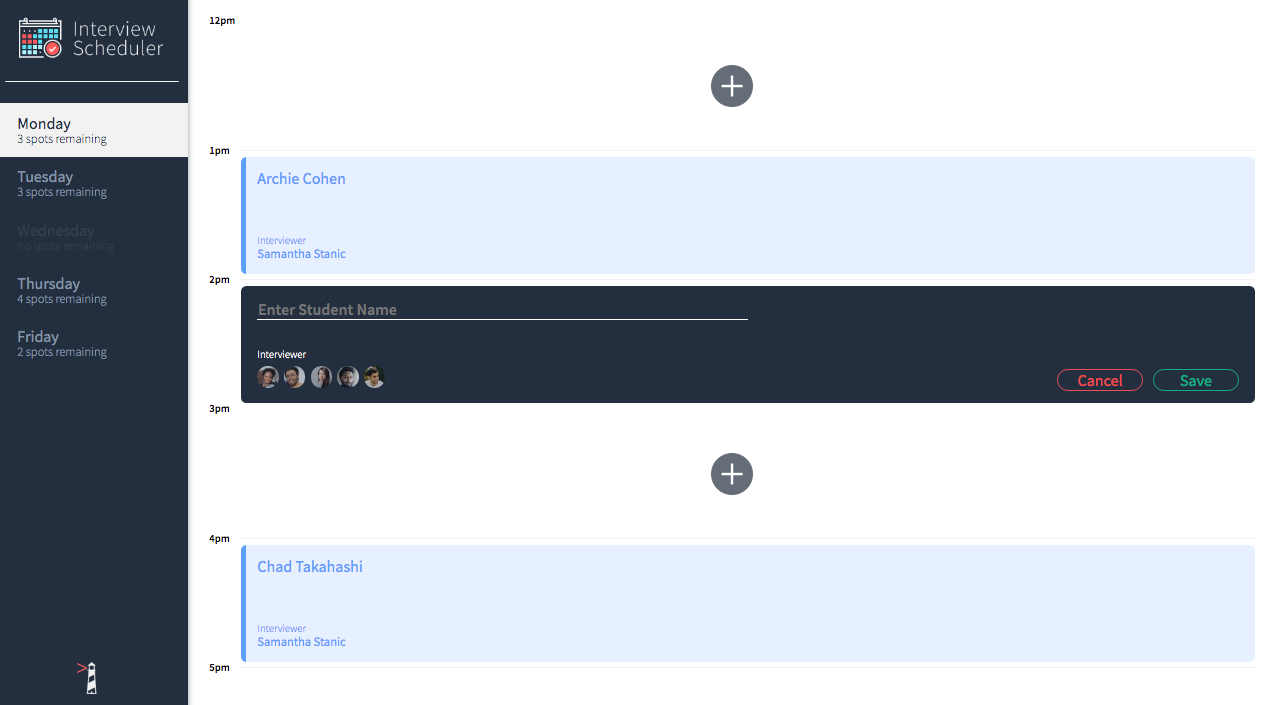 Interview
Scheduler
Monday
3 spots remaining
Tuesday
3 spots remaining
Wednesday
no spots remaining
Thursday
4 spots remaining
Friday
2 spots remaining
12pm
1pm
Archie Cohen
Interviewer
Samantha Stanic
2pm
Enter Student Name
Interviewer
Cancel
Save
3pm
4pm
Chad Takahashi
Interviewer
Samantha Stanic
5pm